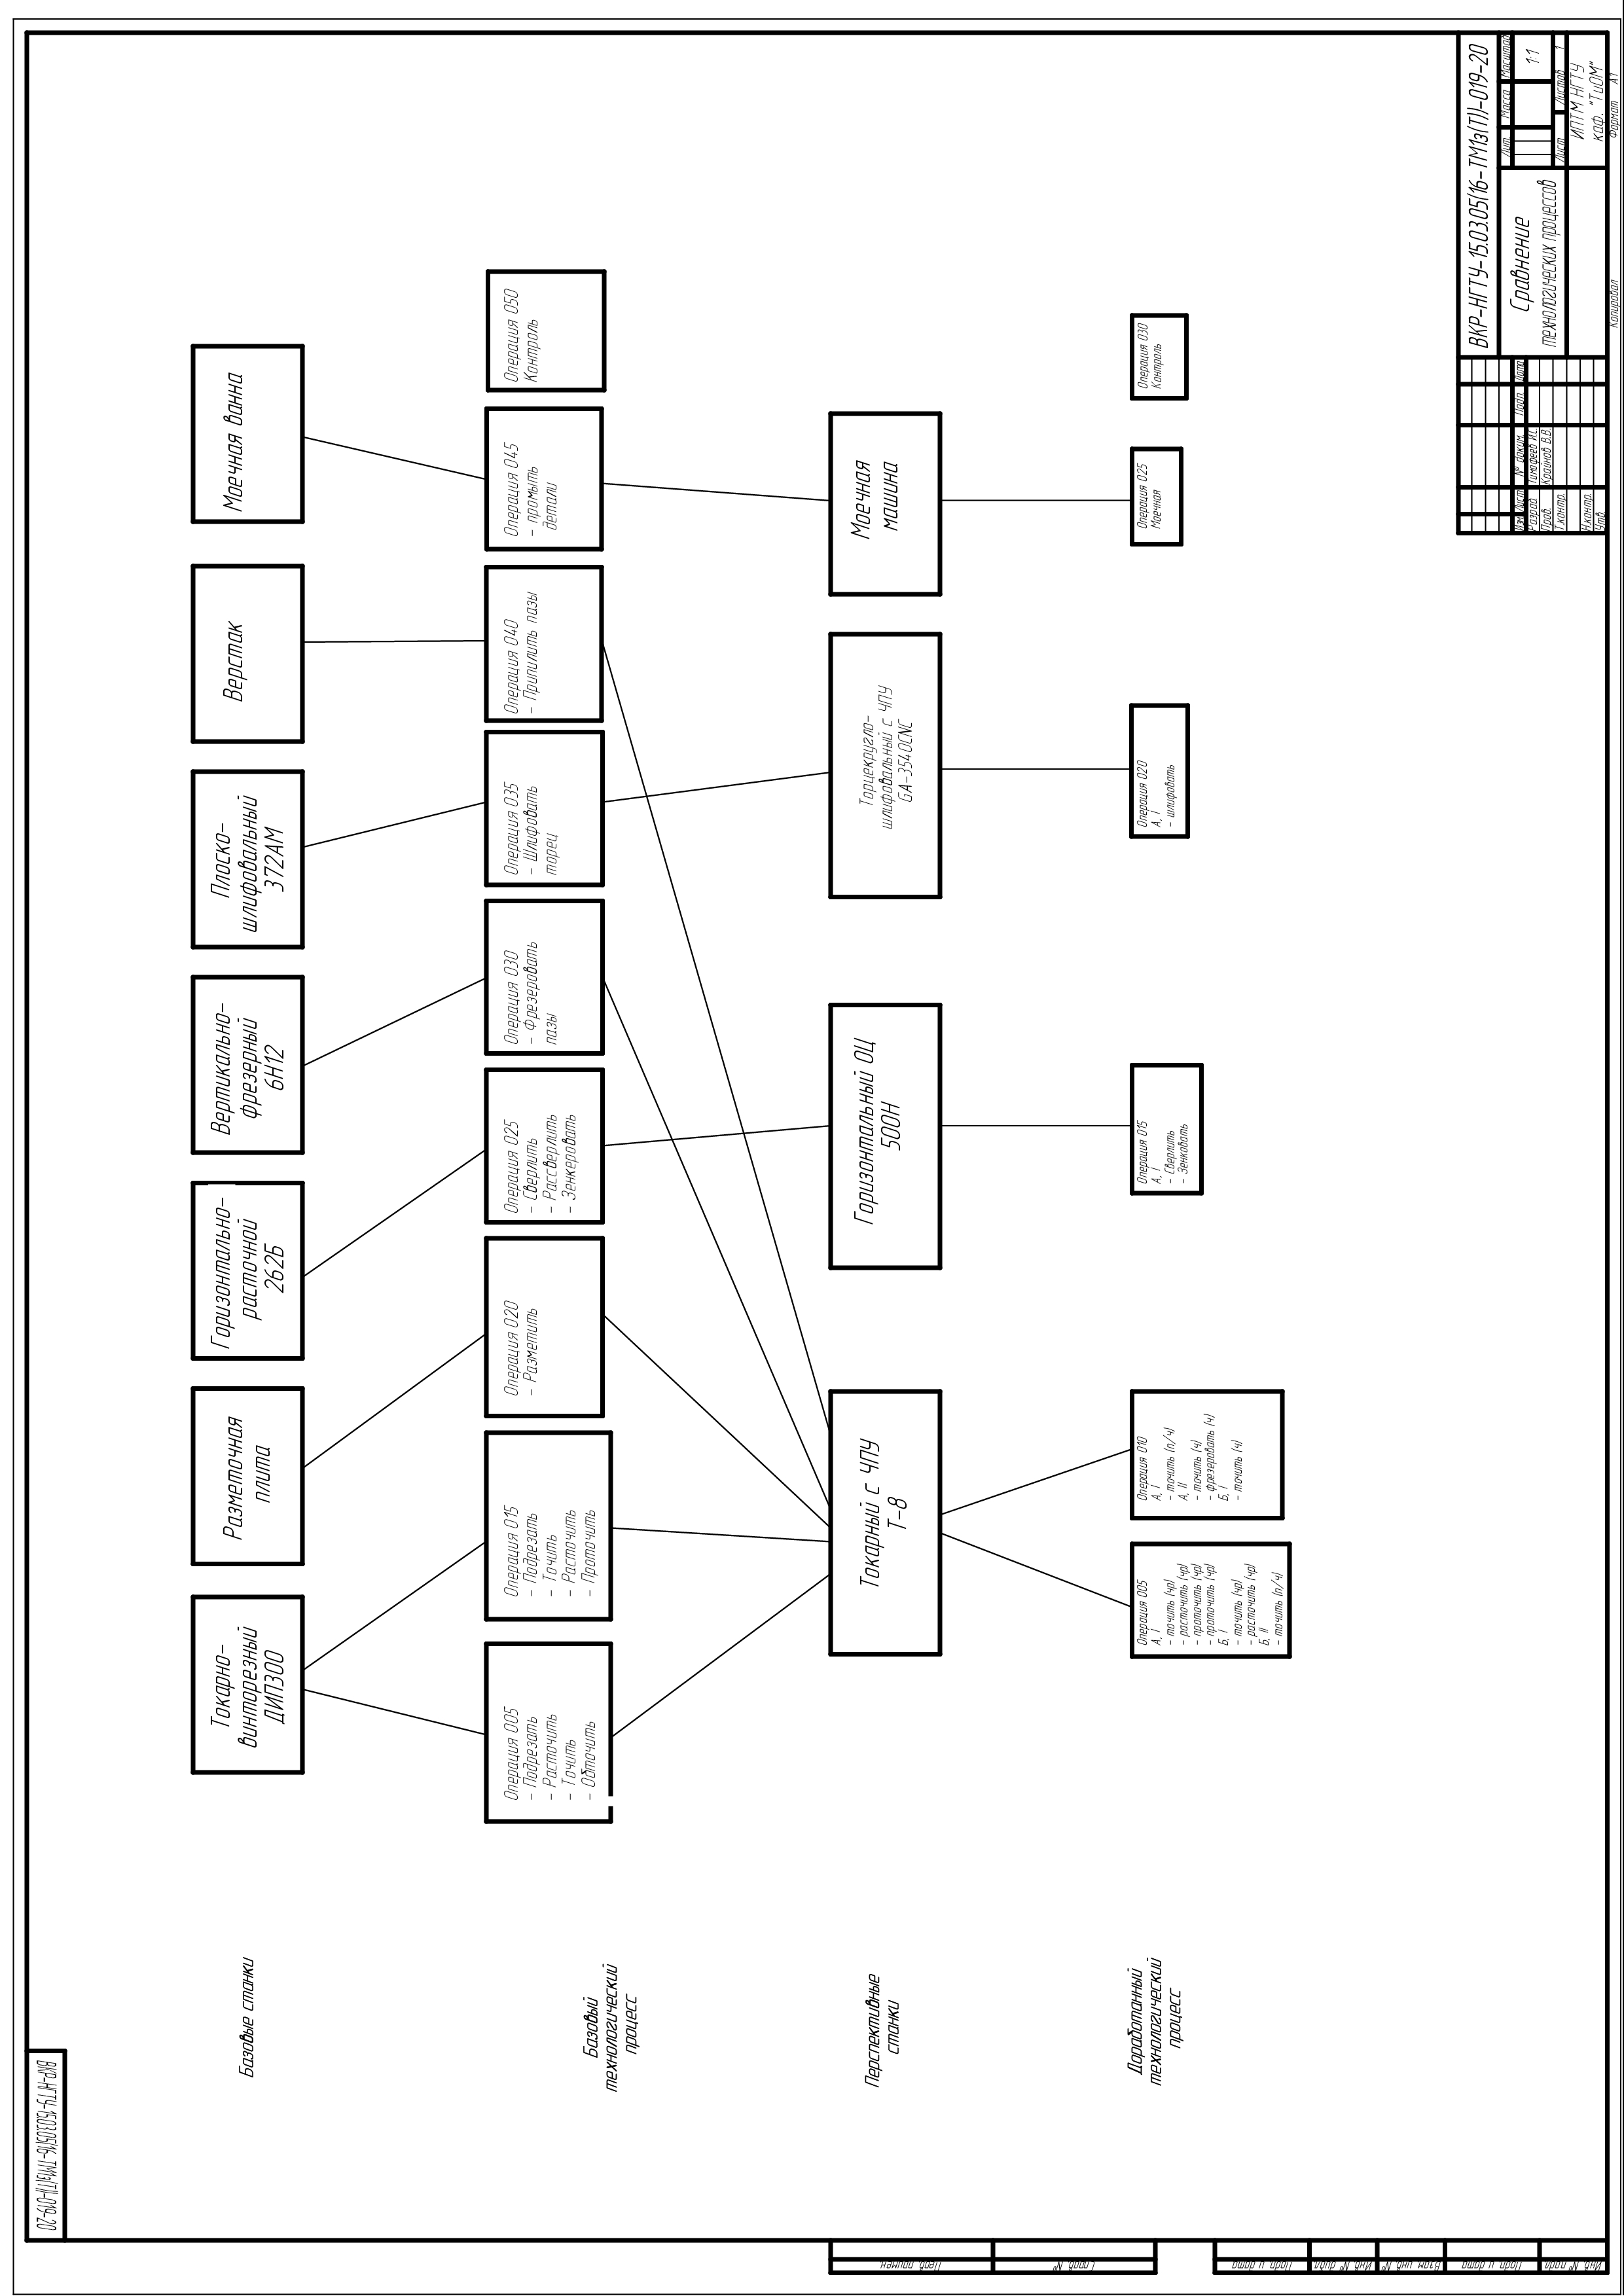 ВКР-НГТУ-15.03.05(16-ТМ1з(Т))-019-20
Базовые станки
Токарно-
винторезный
ДИП300
Разметочная
плита
Горизонтально-
расточной
262Б
Вертикально-
фрезерный
6Н12
Плоско-
шлифовальный
372АМ
Верстак
Моечная ванна
Базовый
технологический
процесс
Операция 005
- Подрезать
- Расточить
- Точить
- Обточить
Операция 015
- Подрезать
- Точить
- Расточить
- Проточить
Операция 020
- Разметить
Операция 025
- Сверлить
- Рассверлить
- Зенкеровать
Операция 030
- Фрезеровать
пазы
Операция 035
- Шлифовать
торец
Операция 040
- Припилить пазы
Операция 045
- промыть
детали
Операция 050
Контроль
Перспективные
станки
Токарный с ЧПУ
Т-8
Горизонтальный ОЦ
500Н
Торцекругло-
шлифовальный с ЧПУ
GA-3540CNC
Моечная
машина
Доработанный
технологический
процесс
Операция 005
А, I
- точить (чр)
- расточить (чр)
- проточить (чр)
- проточить (чр)
Б, I
- точить (чр)
- расточить (чр)
Б, II
- точить (п/ч)
Операция 010
А, I
- точить (п/ч)
А, II
- точить (ч)
- фрезеровать (ч)
Б, I
- точить (ч)
Операция 015
А, I
- Сверлить
- Зенковать
Операция 020
А, I
- шлифовать
Операция 025
Моечная
Операция 030
Контроль
Перв. примен.
Справ. №
Подп. и дата
Инв. № дубл.
Взам. инв. №
Подп. и дата
Инв. № подл.
ВКР-НГТУ-15.03.05(16-ТМ1з(Т))-019-20
Изм. Лист № докум. Подп. Дата
Разраб. Тимофеев И.С.
Пров. Крайнов В.В.
Т.контр.
Н.контр.
Утв.
Сравнение
технологических процессов
Лит. Масса Масштаб
1:1
Лист Листов 1
ИПТМ НГТУ
каф. "ТиОМ"
Копировал Формат А1